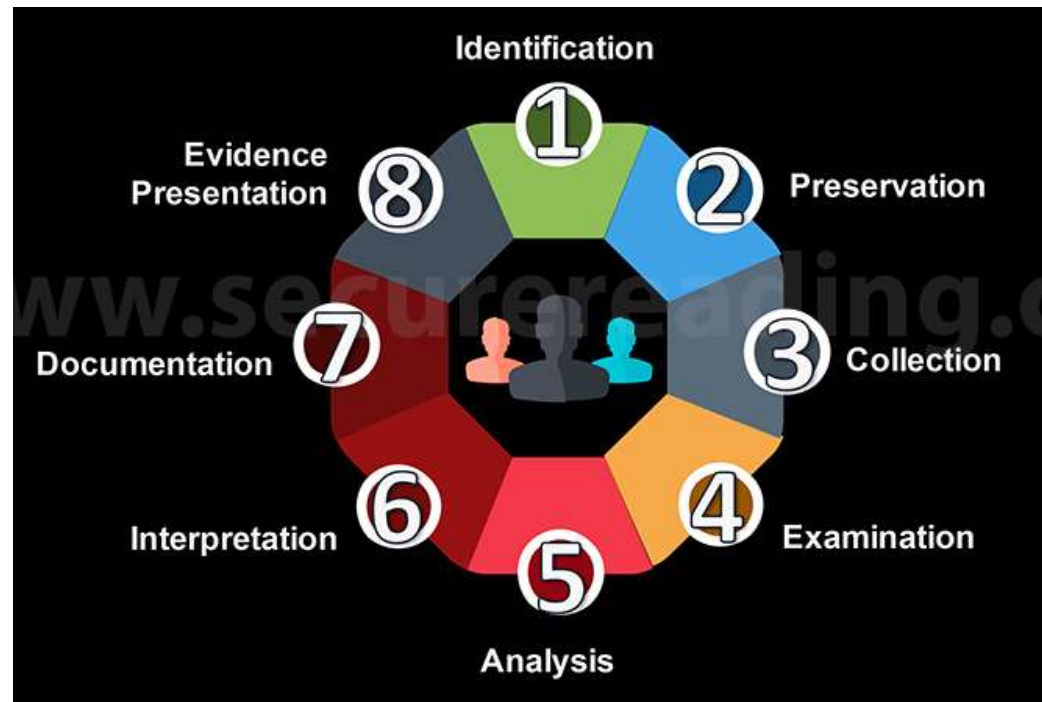 Identification
1
2
Preservation
3
Collection
4
Examination
5
Analysis
6
Interpretation
7
Documentation
8
Evidence
Presentation
www.securereading.c